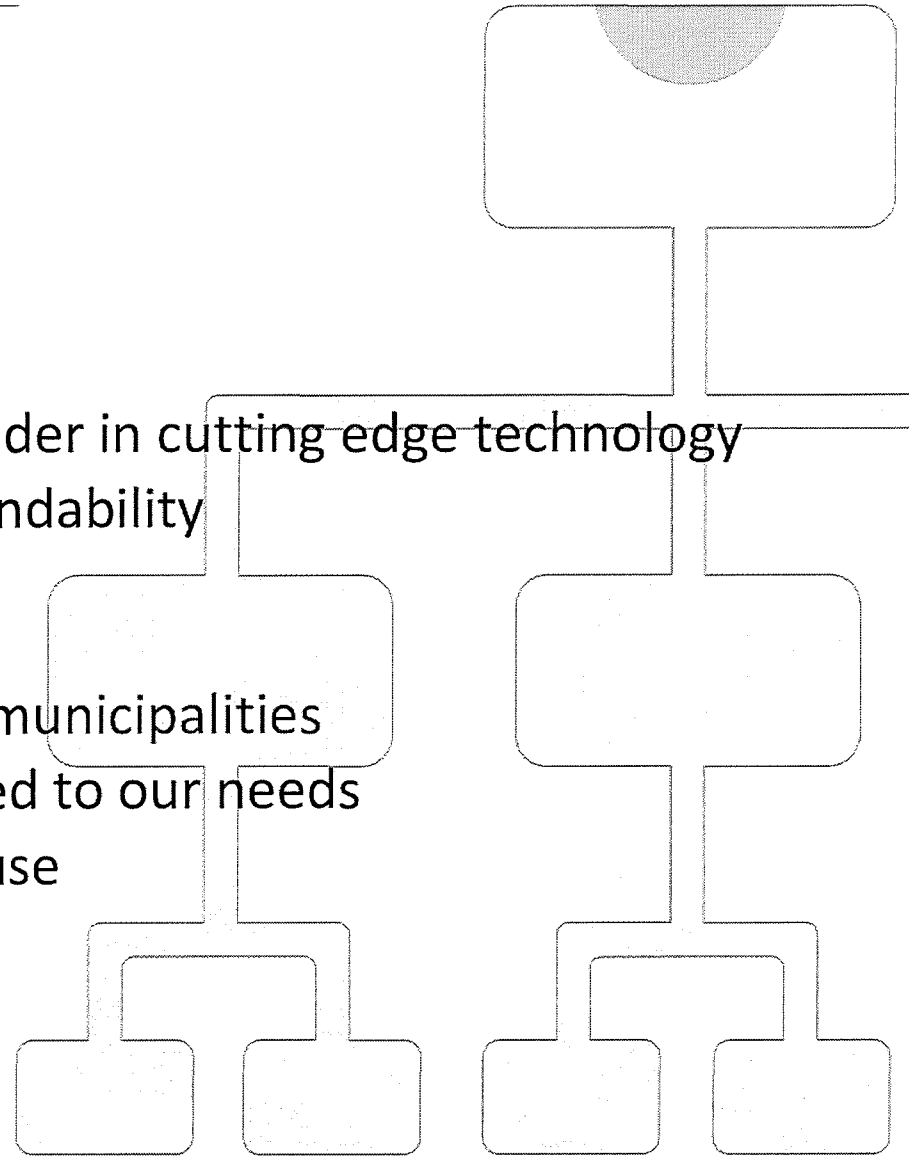 der in cutting edge technology
ndability
municipalities
ed to our needs
use